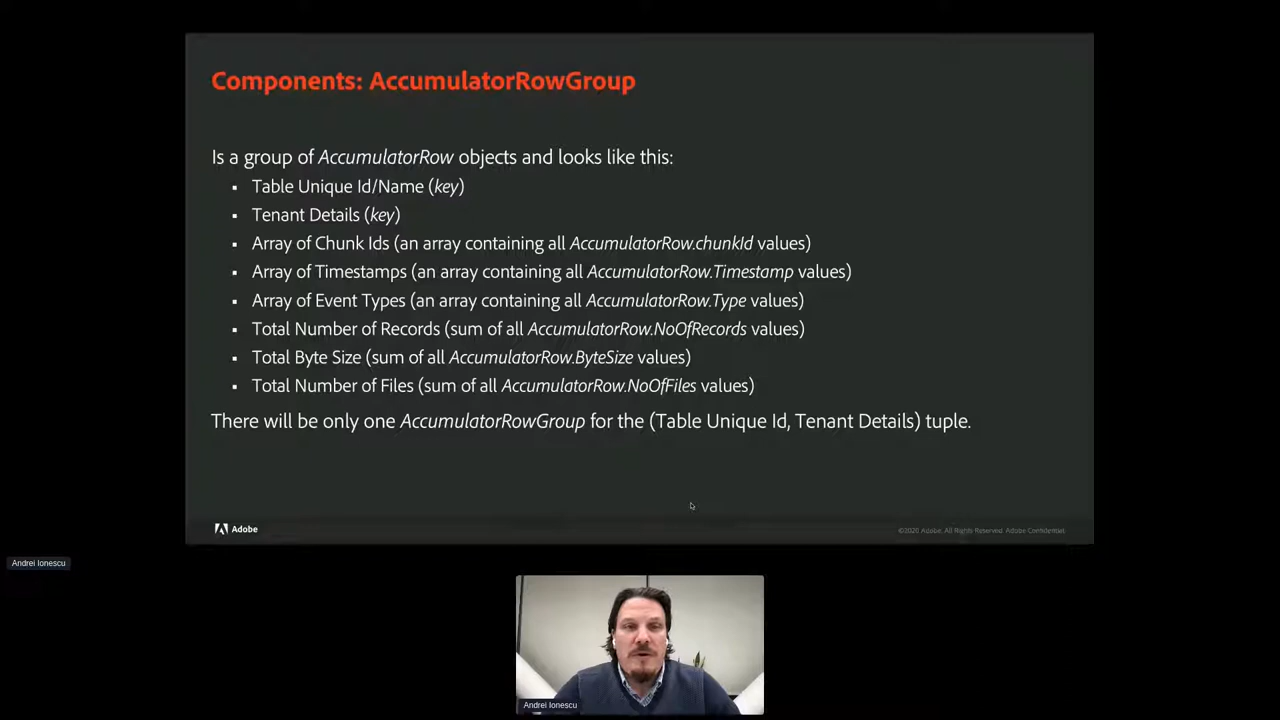 Components: AccumulatorRowGroup
Is a group of AccumulatorRow objects and looks like this:
▪ Table Unique Id/Name (key)
▪ Tenant Details (key)
▪ Array of Chunk Ids (an array containing all AccumulatorRow.chunkId values)
▪ Array of Timestamps (an array containing all AccumulatorRow.Timestamp values)
▪ Array of Event Types (an array containing all AccumulatorRow.Type values)
▪ Total Number of Records (sum of all AccumulatorRow.NoOfRecords values)
▪ Total Byte Size (sum of all AccumulatorRow.ByteSize values)
▪ Total Number of Files (sum of all AccumulatorRow.NoOfFiles values)
There will be only one AccumulatorRowGroup for the (Table Unique Id, Tenant Details) tuple.
Adobe
©2020 Adobe. All Rights Reserved. Adobe Confidential.
Andrei Ionescu
Andrei Ionescu